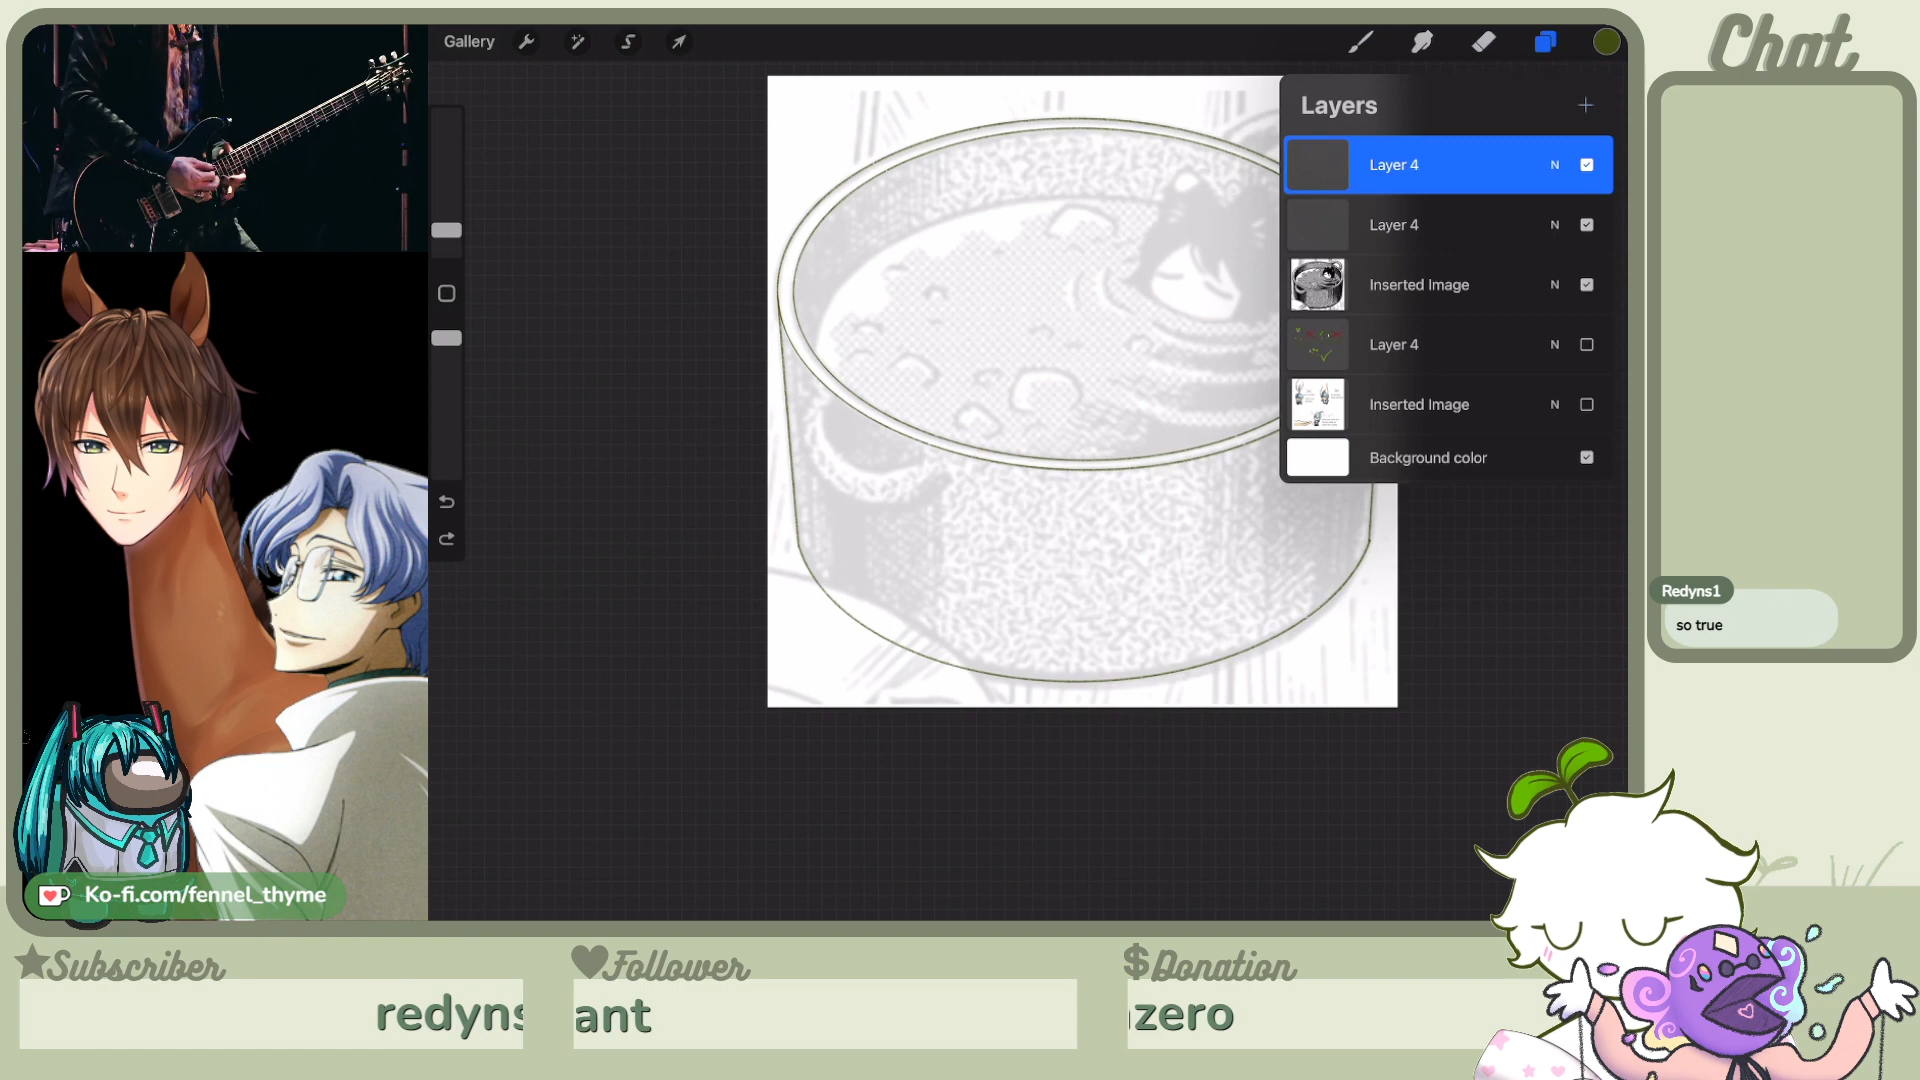 Chat
Gallery
Layers
Layer 4
N
Layer 4
N
Inserted Image
N
Layer 4
N
Inserted Image
N
Background color
Redyns1
so true
Ko-fi.com/fennel_thyme
Subscriber
Follower
Donation
redyns
ant
zero